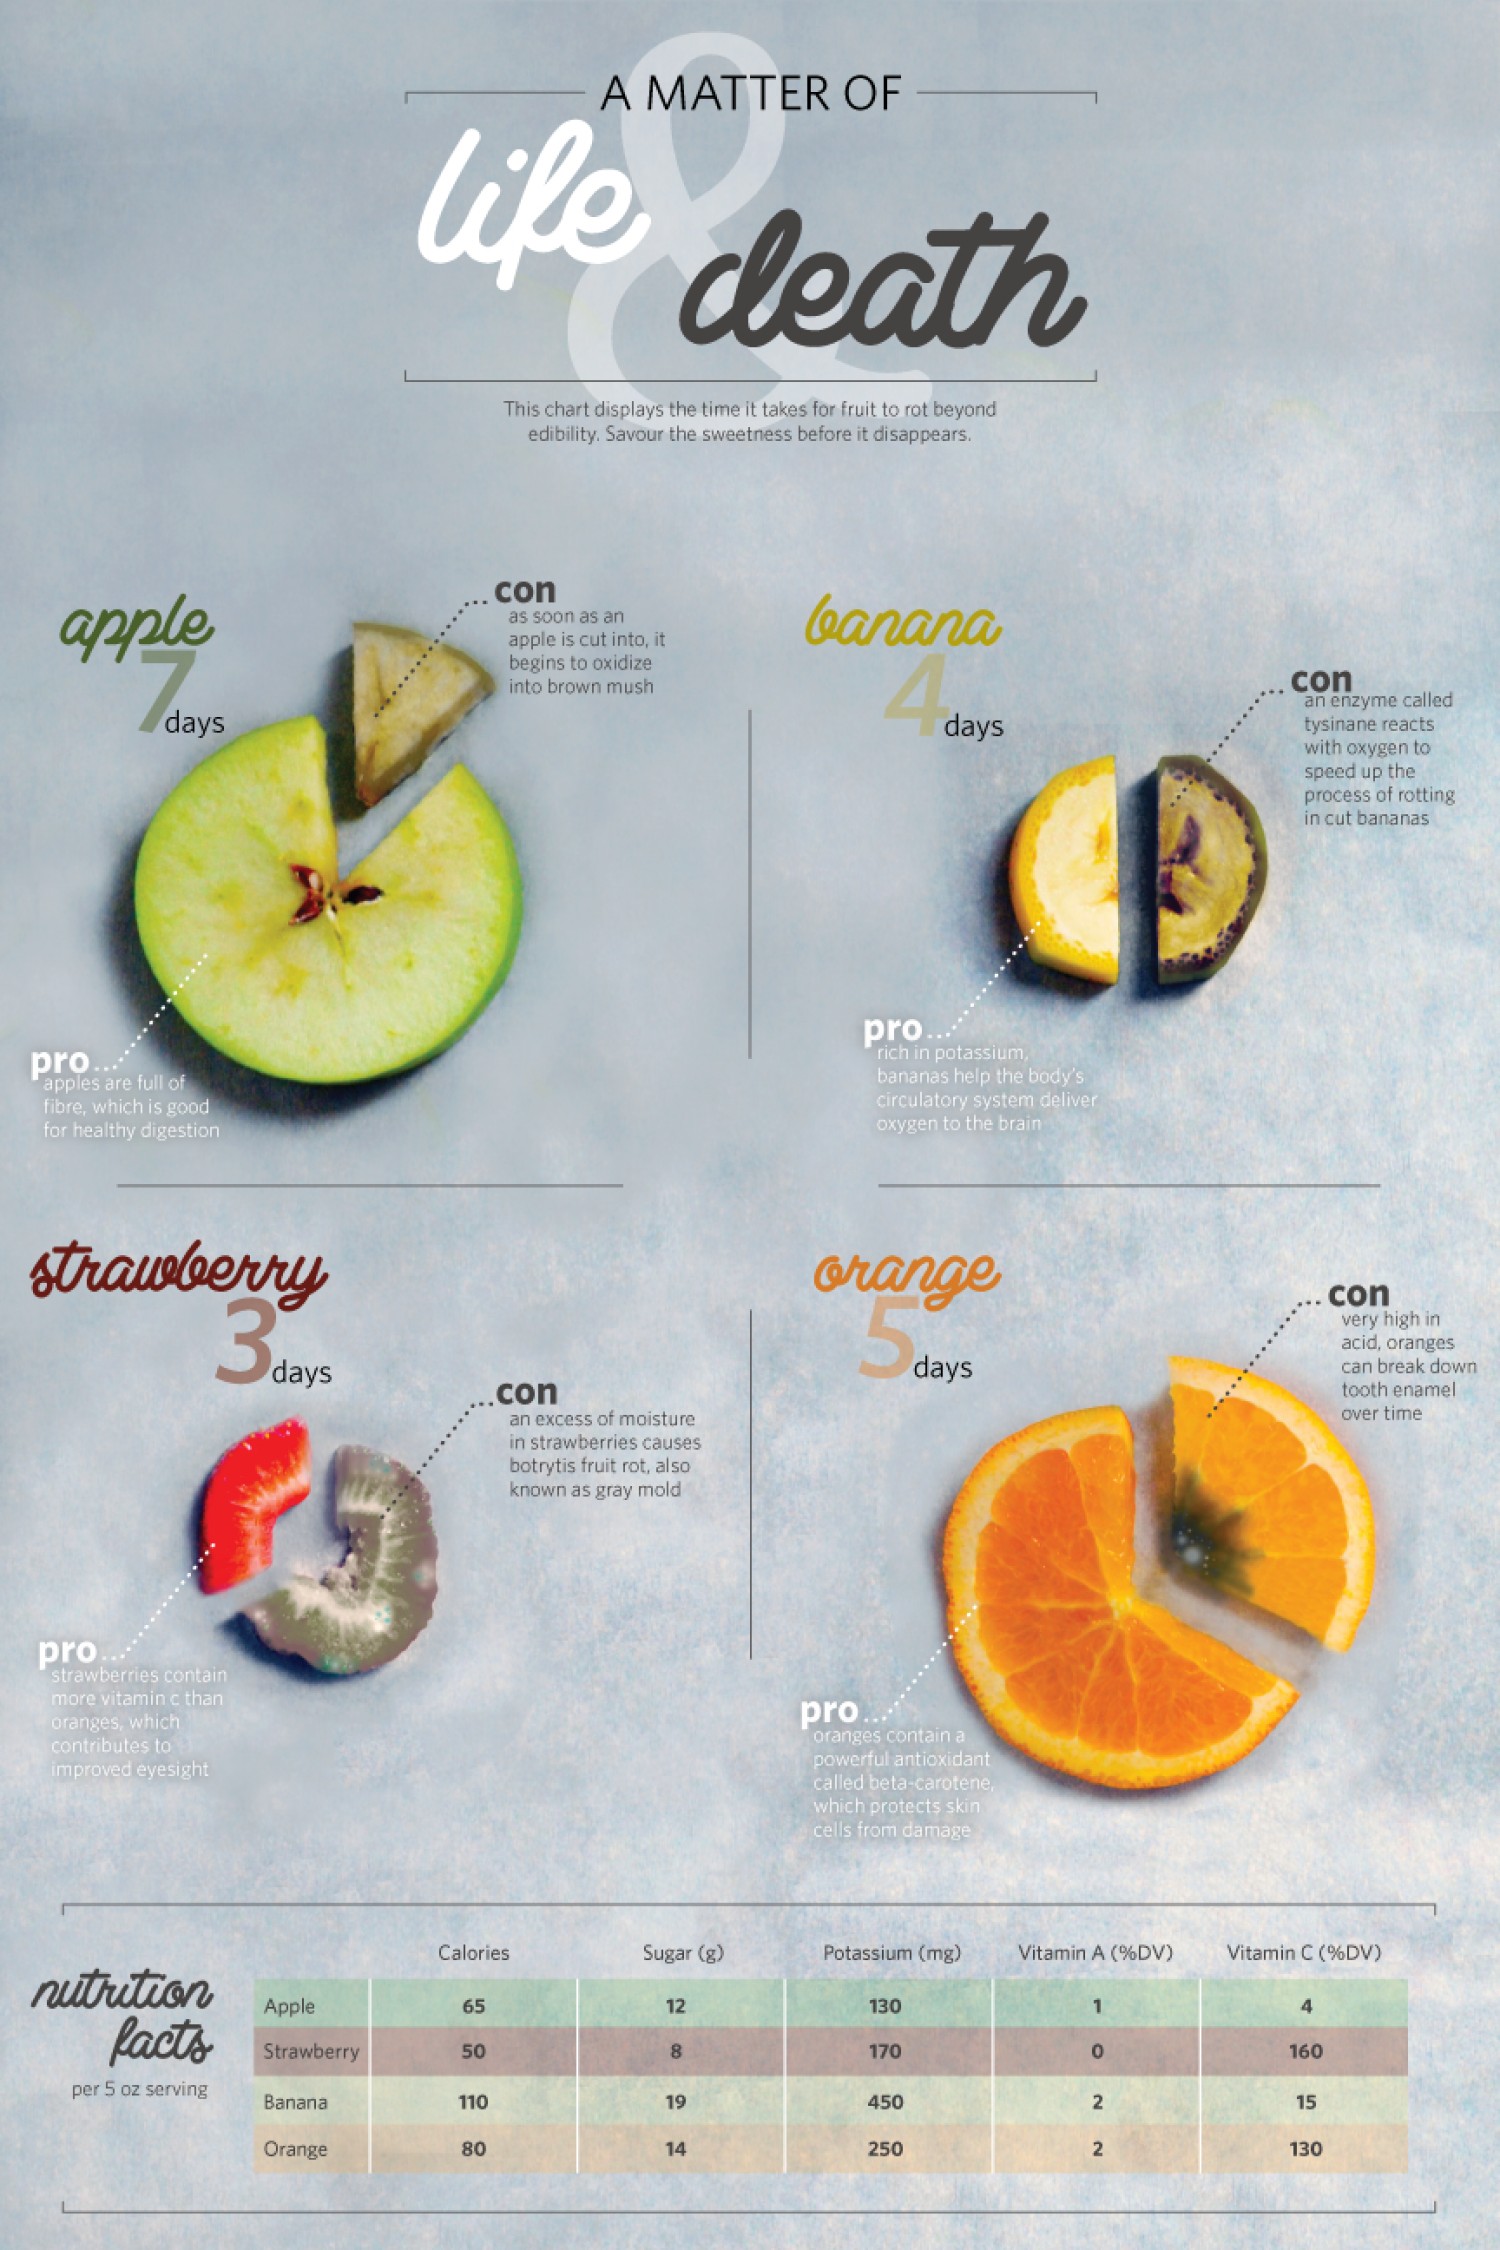 A MATTER OF
life
&
death
This chart displays the time it takes for fruit to rot beyond
edibility. Savour the sweetness before it disappears.
apple
7 days
con
as soon as an
apple is cut into, it
begins to oxidize
into brown mush
pro
apples are full of
fibre, which is good
for healthy digestion
banana
4 days
con
an enzyme called
tysinane reacts
with oxygen to
speed up the
process of rotting
in cut bananas
pro
rich in potassium,
bananas help the body's
circulatory system deliver
oxygen to the brain
strawberry
3 days
con
an excess of moisture
in strawberries causes
botrytis fruit rot, also
known as gray mold
pro
strawberries contain
more vitamin c than
oranges, which
contributes to
improved eyesight
orange
5 days
con
very high in
acid, oranges
can break down
tooth enamel
over time
pro
oranges contain a
powerful antioxidant
called beta-carotene,
which protects skin
cells from damage
nutrition
facts
per 5 oz serving
Calories Sugar (g) Potassium (mg) Vitamin A (%DV) Vitamin C (%DV)
Apple 65 12 130 1 4
Strawberry 50 8 170 0 160
Banana 110 19 450 2 15
Orange 80 14 250 2 130